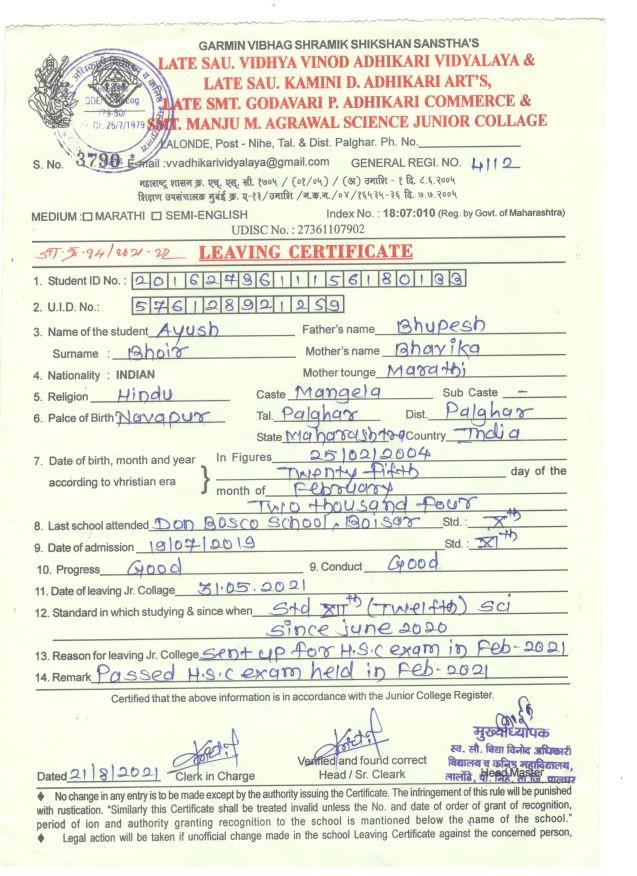 GARMIN VIBHAG SHRAMIK SHIKSHAN SANSTHA'S
LATE SAU. VIDHYA VINOD ADHIKARI VIDYALAYA &
LATE SAU. KAMINI D. ADHIKARI ART'S,
LATE SMT. GODAVARI P. ADHIKARI COMMERCE &
SMT. MANJU M. AGRAWAL SCIENCE JUNIOR COLLAGE
LALONDE, Post - Nihe, Tal. & Dist. Palghar. Ph. No.
Dt. 25/7/1979
S. No. 3790 E-mail :vvadhikarividyalaya@gmail.com GENERAL REGI. NO. 4112
महाराष्ट्र शासन क्र. एच्. एस्. सी. १७०५ / (०१/०५) / (अ) उमाशि - १ दि. ८.६.२००५
शिक्षण उपसंचालक मुंबई क्र. ए-१३/उमाशि /न.क.न./०४/१६५३५-३६ दि. ७.७.२००५
MEDIUM : MARATHI SEMI-ENGLISH Index No. : 18:07:010 (Reg. by Govt. of Maharashtra)
UDISC No. : 27361107902
जा.क्र-९४/२०२१-२२ LEAVING CERTIFICATE
1. Student ID No. : 2016273611156180133
2. U.I.D. No.: 576128921259
3. Name of the student Ayush Father's name Bhupesh
Surname : Bhoir Mother's name Bhavika
4. Nationality : INDIAN Mother tounge Marathi
5. Religion Hindu Caste Mangela Sub Caste –
6. Palce of Birth Navapur Tal. Palghar Dist. Palghar
State Maharashtra Country India
7. Date of birth, month and year In Figures 25/02/2004
according to vhristian era } Twenty fifth day of the
month of February
Two thousand four
8. Last school attended Don Bosco School, Boisar Std. : Xth
9. Date of admission 19/07/2019 Std. : XIth
10. Progress Good 9. Conduct Good
11. Date of leaving Jr. Collage 31.05.2021
12. Standard in which studying & since when Std XIIth (Twelfth) sci
since june 2020
13. Reason for leaving Jr. College sent up for H.S.C exam in Feb-2021
14. Remark Passed H.S.C exam held in Feb-2021
Certified that the above information is in accordance with the Junior College Register.
मुख्याध्यापक
स्व. सौ. विद्या विनोद अधिकारी
विद्यालय व कनिष्ठ महाविद्यालय,
लालोंडे, पो. निहे, ता.जि. पालघर
Dated 21/8/2021 Clerk in Charge Verified and found correct
Head / Sr. Cleark Head Master
♦ No change in any entry is to be made except by the authority issuing the Certificate. The infringement of this rule will be punished
with rustication. "Similarly this Certificate shall be treated invalid unless the No. and date of order of grant of recognition,
period of ion and authority granting recognition to the school is mantioned below the name of the school."
♦ Legal action will be taken if unofficial change made in the school Leaving Certificate against the concerned person,